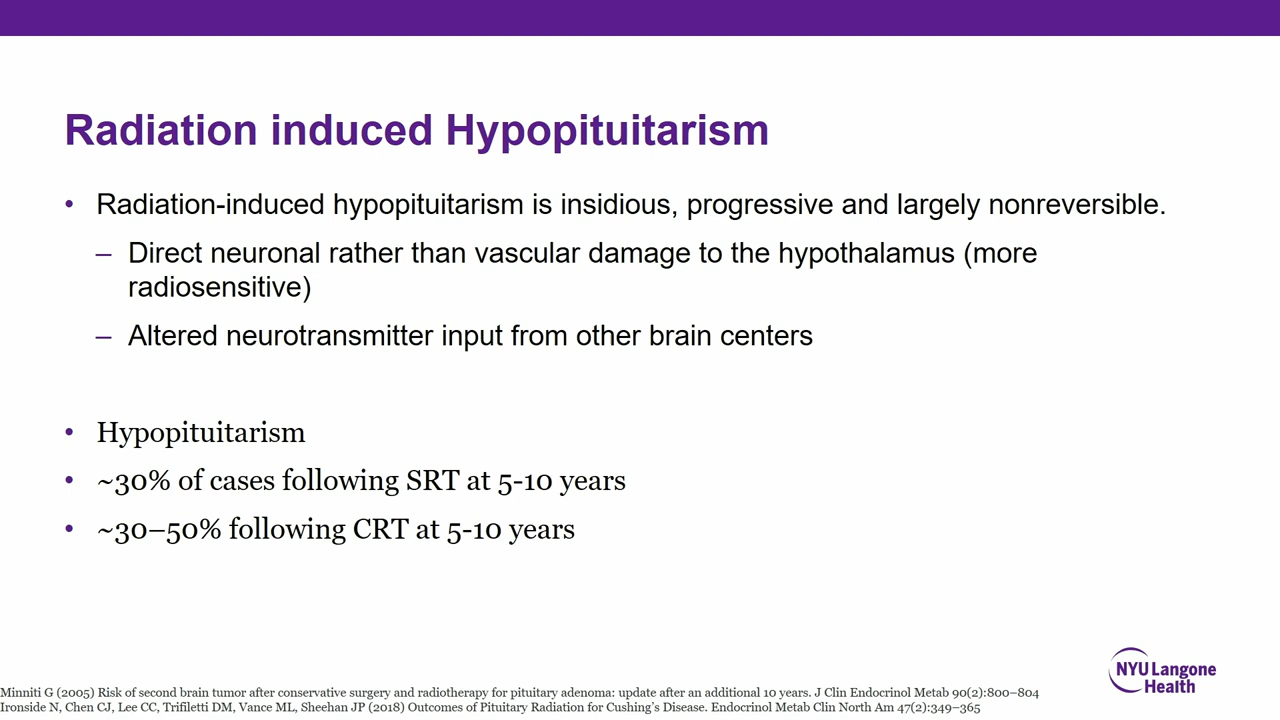 Radiation induced Hypopituitarism
• Radiation-induced hypopituitarism is insidious, progressive and largely nonreversible.
– Direct neuronal rather than vascular damage to the hypothalamus (more
radiosensitive)
– Altered neurotransmitter input from other brain centers
• Hypopituitarism
• ~30% of cases following SRT at 5-10 years
• ~30–50% following CRT at 5-10 years
NYU Langone
Health
Minniti G (2005) Risk of second brain tumor after conservative surgery and radiotherapy for pituitary adenoma: update after an additional 10 years. J Clin Endocrinol Metab 90(2):800–804
Ironside N, Chen CJ, Lee CC, Trifiletti DM, Vance ML, Sheehan JP (2018) Outcomes of Pituitary Radiation for Cushing’s Disease. Endocrinol Metab Clin North Am 47(2):349–365